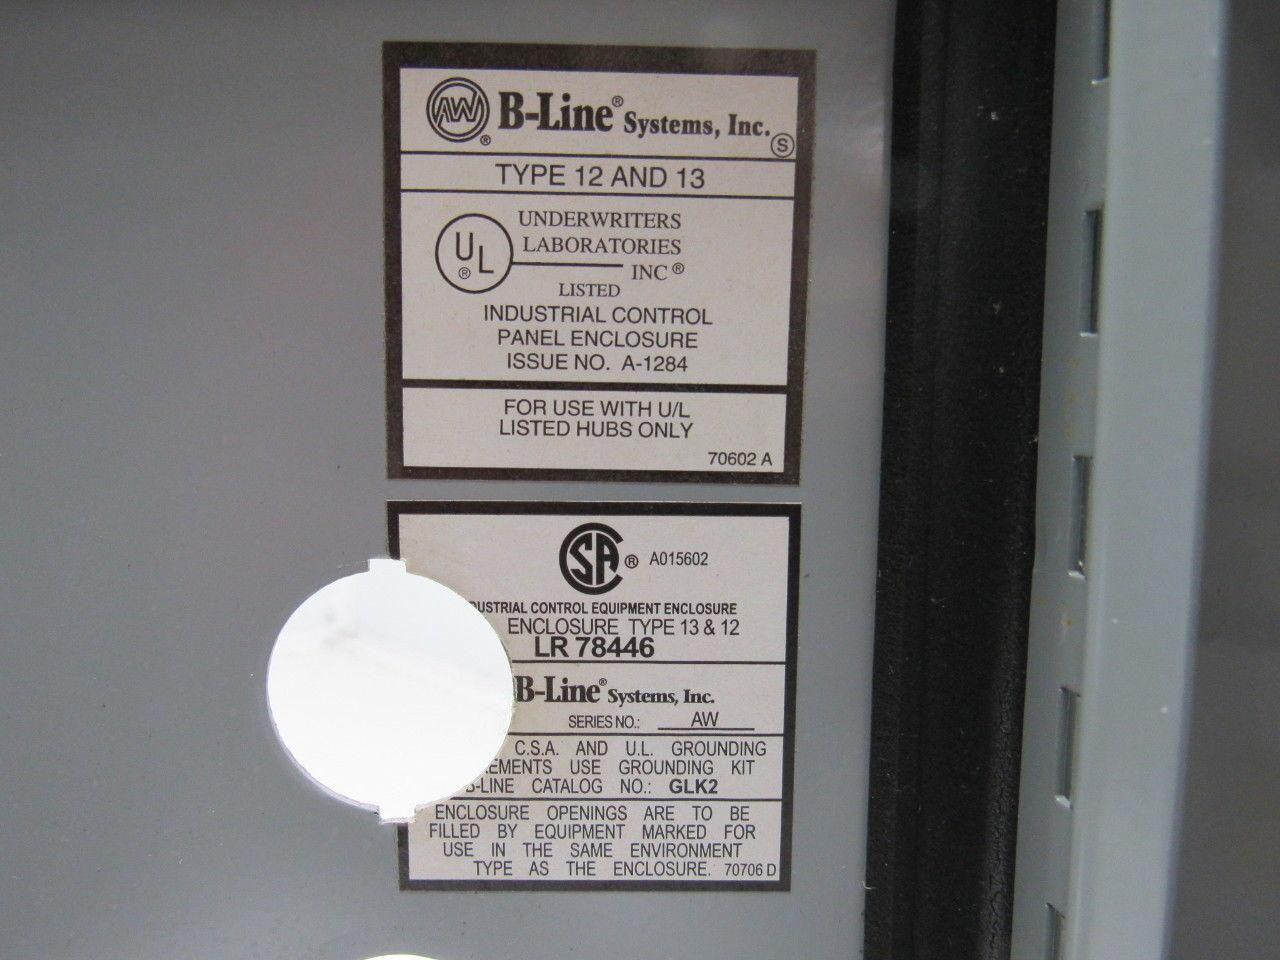 AW ® B-Line® Systems, Inc. S
TYPE 12 AND 13
UL ®
UNDERWRITERS
LABORATORIES
INC ®
LISTED
INDUSTRIAL CONTROL
PANEL ENCLOSURE
ISSUE NO. A-1284
FOR USE WITH U/L
LISTED HUBS ONLY
70602 A
SA ® A015602
CONTROL EQUIPMENT ENCLOSURE
ENCLOSURE TYPE 13 & 12
LR 78446
B-Line® Systems, Inc.
SERIES NO.: AW
C.S.A. AND U.L. GROUNDING
USE GROUNDING KIT
B-LINE CATALOG NO.: GLK2
ENCLOSURE OPENINGS ARE TO BE
FILLED BY EQUIPMENT MARKED FOR
USE IN THE SAME ENVIRONMENT
TYPE AS THE ENCLOSURE. 70706 D